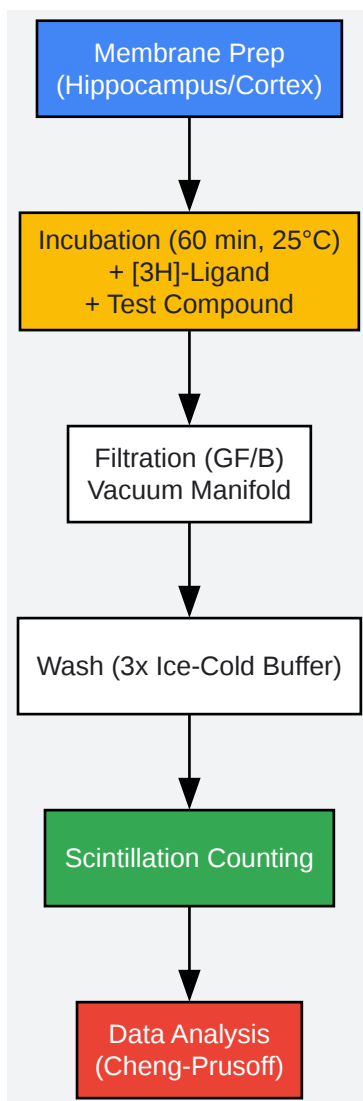 Membrane Prep
(Hippocampus/Cortex)
Incubation (60 min, 25°C)
+ [3H]-Ligand
+ Test Compound
Filtration (GF/B)
Vacuum Manifold
Wash (3x Ice-Cold Buffer)
Scintillation Counting
Data Analysis
(Cheng-Prusoff)